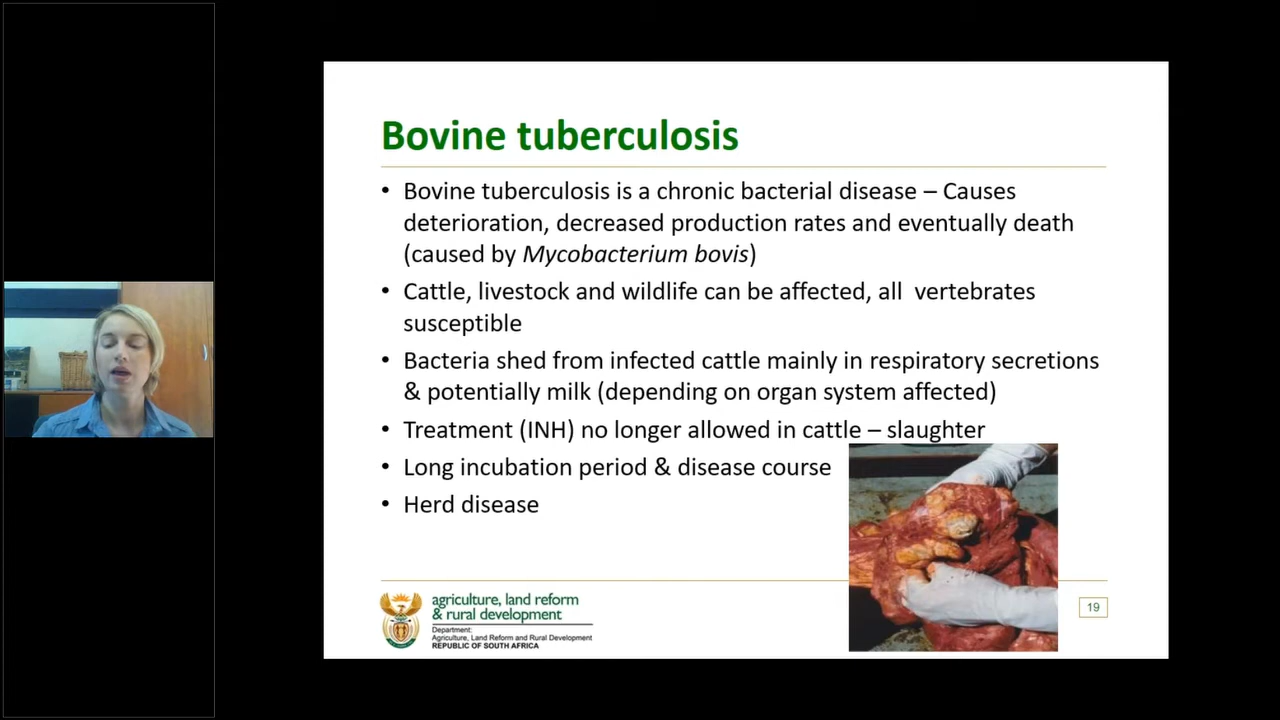 Bovine tuberculosis
• Bovine tuberculosis is a chronic bacterial disease – Causes
deterioration, decreased production rates and eventually death
(caused by Mycobacterium bovis)
• Cattle, livestock and wildlife can be affected, all  vertebrates
susceptible
• Bacteria shed from infected cattle mainly in respiratory secretions
& potentially milk (depending on organ system affected)
• Treatment (INH) no longer allowed in cattle – slaughter
• Long incubation period & disease course
• Herd disease
agriculture, land reform
& rural development
Department:
Agriculture, Land Reform and Rural Development
REPUBLIC OF SOUTH AFRICA
19